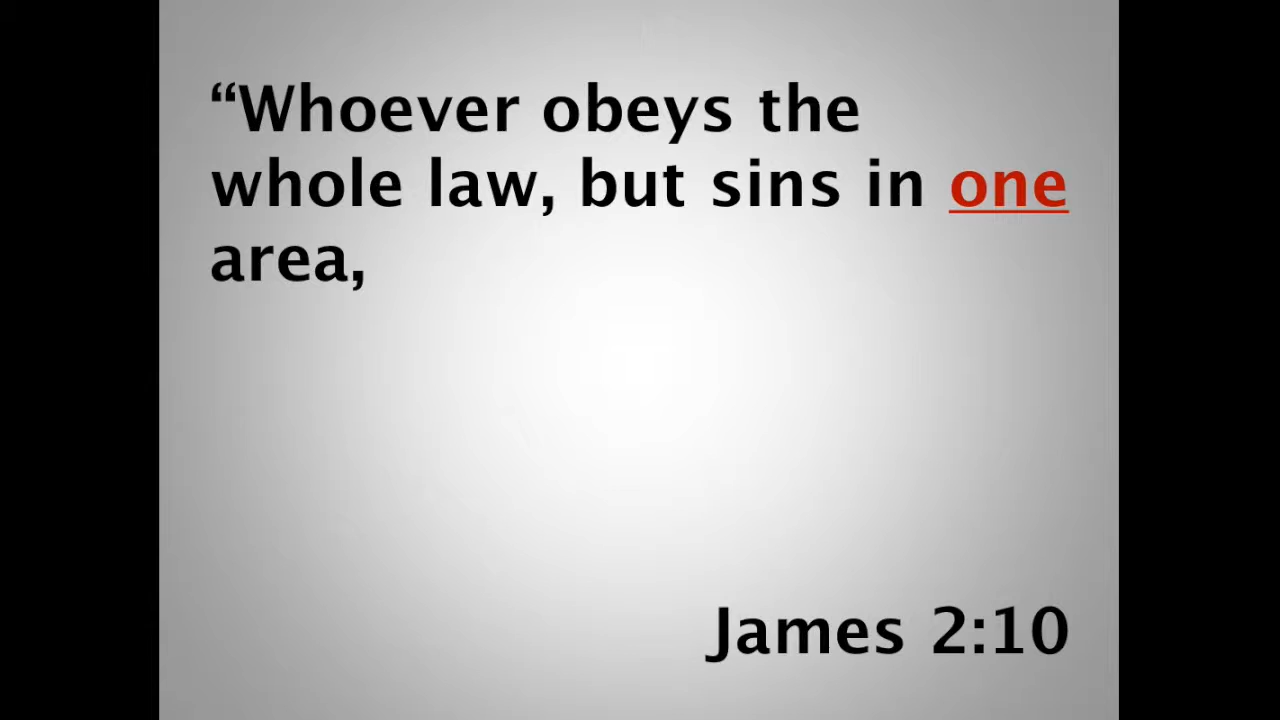 “Whoever obeys the
whole law, but sins in one
area,
James 2:10